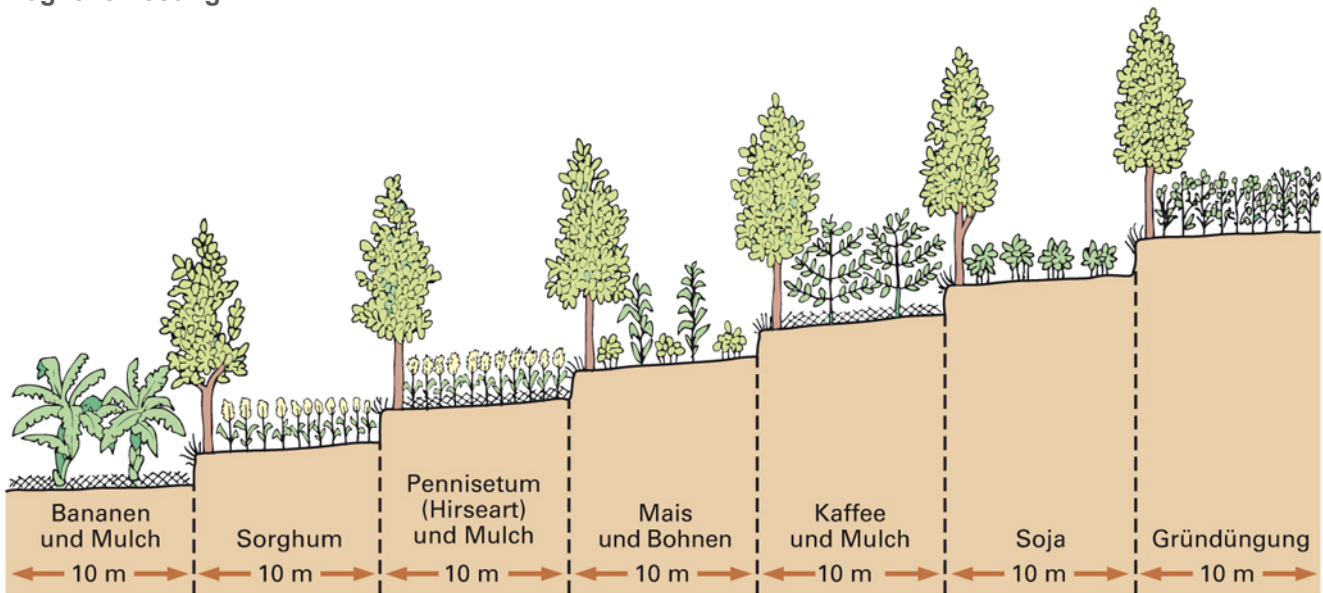 Bananen
und Mulch
Sorghum
Pennisetum
(Hirseart)
und Mulch
Mais
und Bohnen
Kaffee
und Mulch
Soja
Gründüngung
10 m
10 m
10 m
10 m
10 m
10 m
10 m